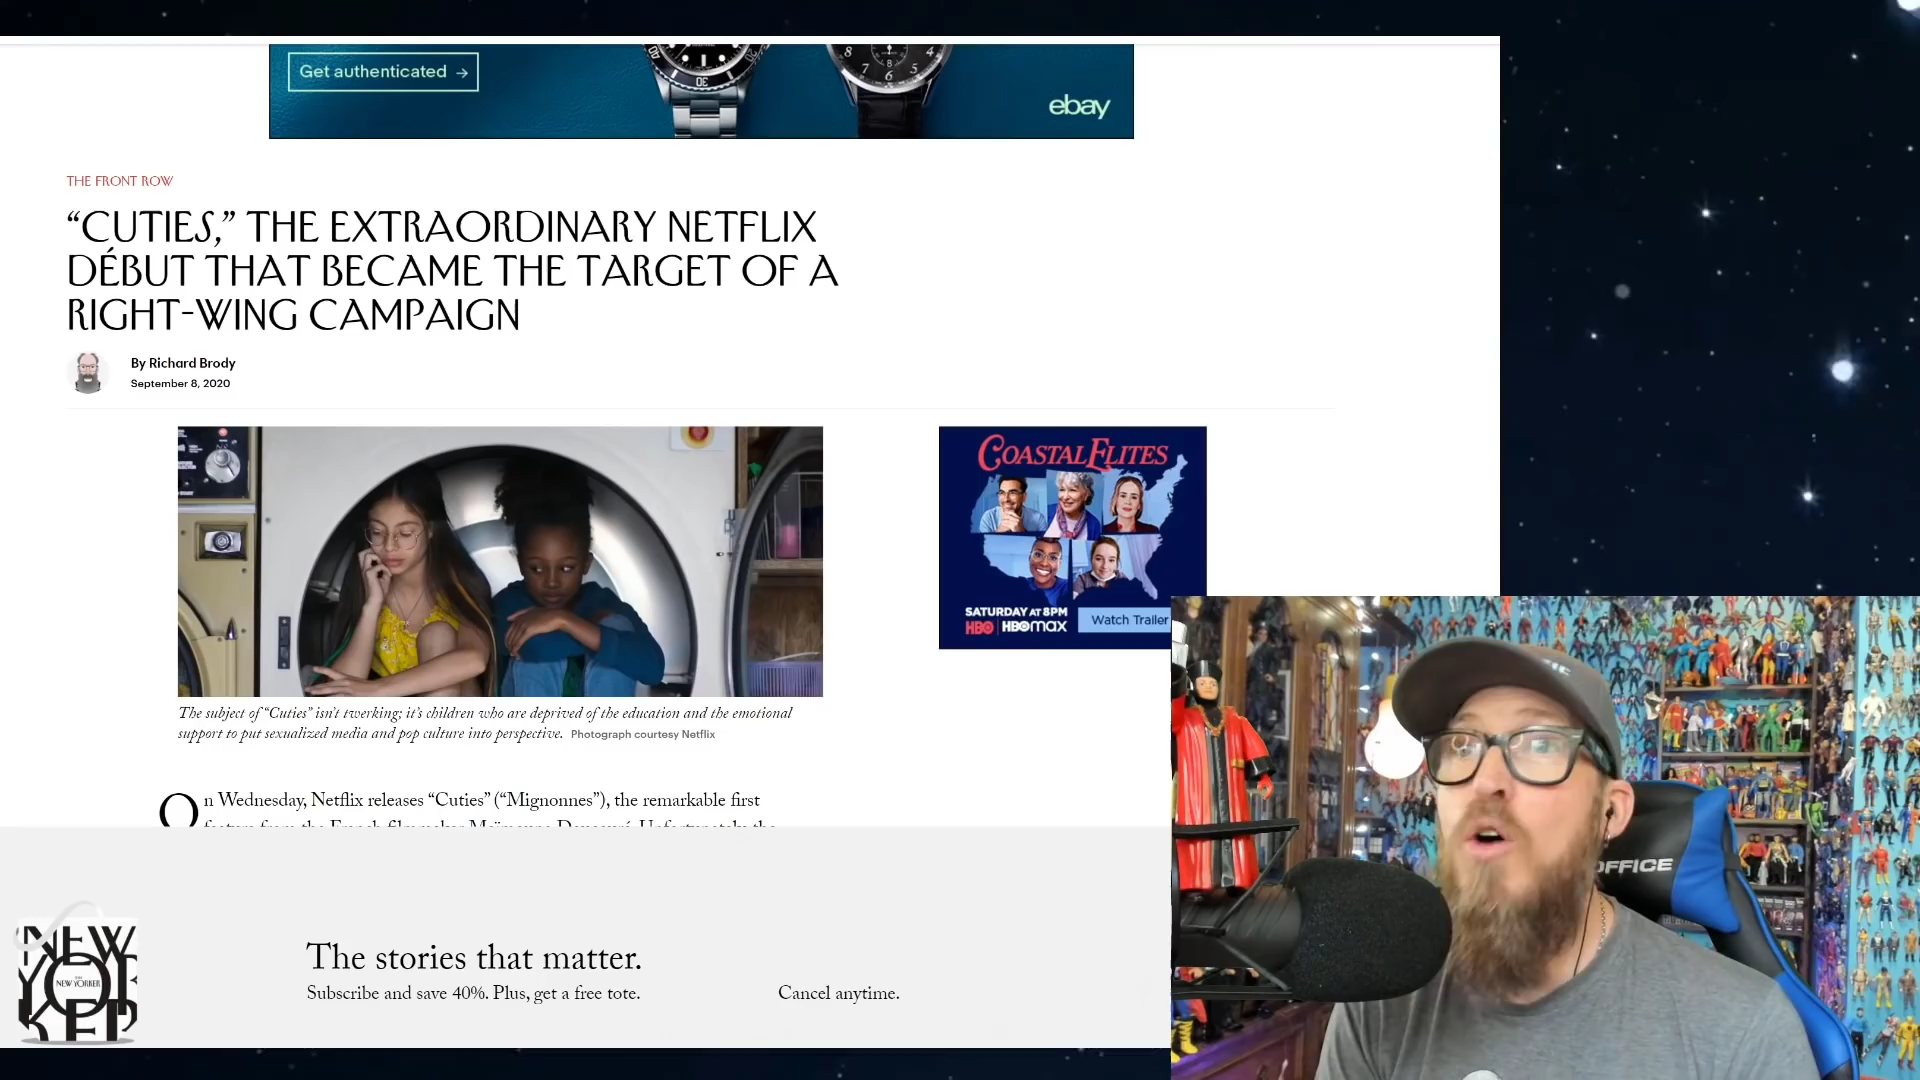 Get authenticated →
ebay
THE FRONT ROW
“CUTIES,” THE EXTRAORDINARY NETFLIX
DÉBUT THAT BECAME THE TARGET OF A
RIGHT-WING CAMPAIGN
By Richard Brody
September 8, 2020
COASTAL ELITES
SATURDAY AT 8PM
HBO HBOMAX
Watch Trailer
The subject of “Cuties” isn’t twerking; it’s children who are deprived of the education and the emotional
support to put sexualized media and pop culture into perspective. Photograph courtesy Netflix
On Wednesday, Netflix releases “Cuties” (“Mignonnes”), the remarkable first
OFFICE
THE
NEW YORKER
The stories that matter.
Subscribe and save 40%. Plus, get a free tote.
Cancel anytime.